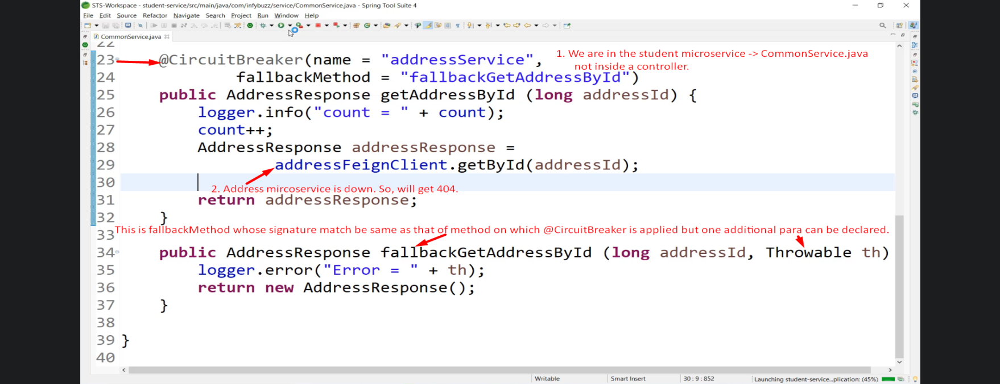 STS-Workspace - student-service/src/main/java/com/infybuzz/service/CommonService.java - Spring Tool Suite 4
File Edit Source Refactor Navigate Search Project Run Window Help
CommonService.java
22
23 @CircuitBreaker(name = "addressService",
1. We are in the student microservice -> CommonService.java
not inside a controller.
24 fallbackMethod = "fallbackGetAddressById")
25 public AddressResponse getAddressById (long addressId) {
26 logger.info("count = " + count);
27 count++;
28 AddressResponse addressResponse =
29 addressFeignClient.getById(addressId);
30
2. Address mircoservice is down. So, will get 404.
31 return addressResponse;
32 }
This is fallbackMethod whose signature match be same as that of method on which @CircuitBreaker is applied but one additional para can be declared.
33
34 public AddressResponse fallbackGetAddressById (long addressId, Throwable th)
35 logger.error("Error = " + th);
36 return new AddressResponse();
37 }
38
39 }
40
Writable Smart Insert 30 : 9 : 852 Launching student-service...plication: (45%)